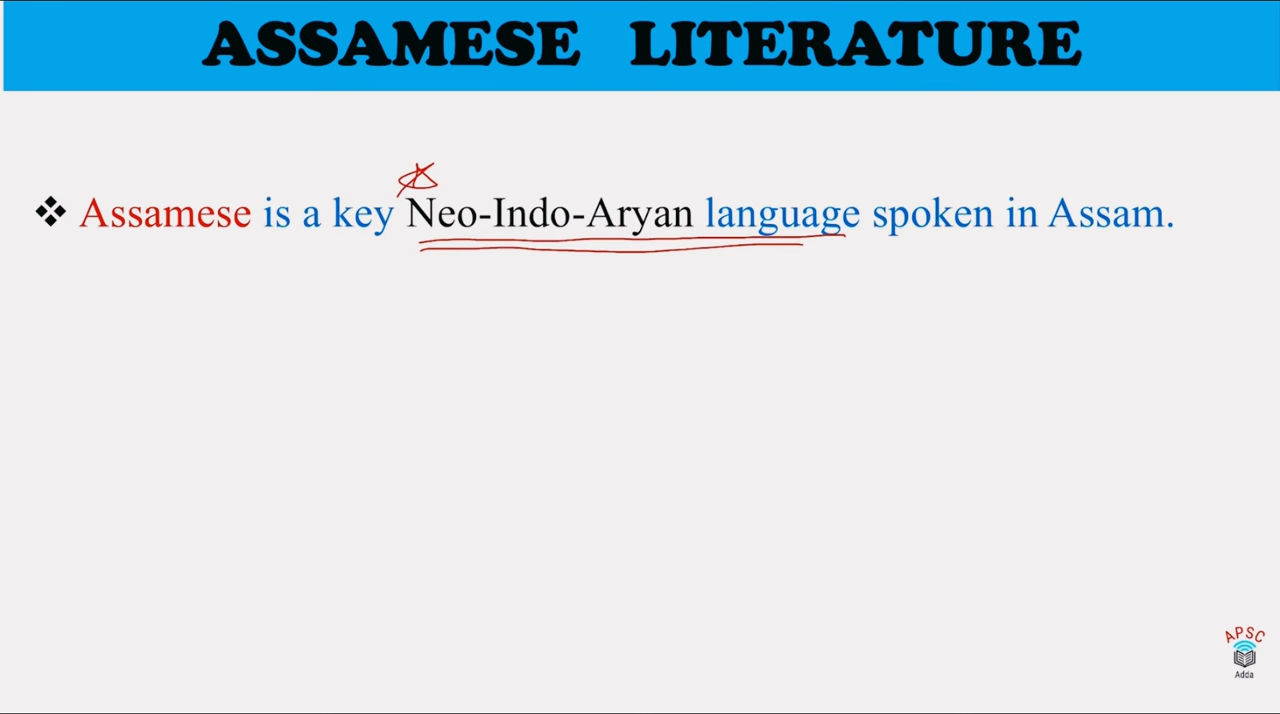 ASSAMESE LITERATURE
❖ Assamese is a key Neo-Indo-Aryan language spoken in Assam.
APSC
Adda